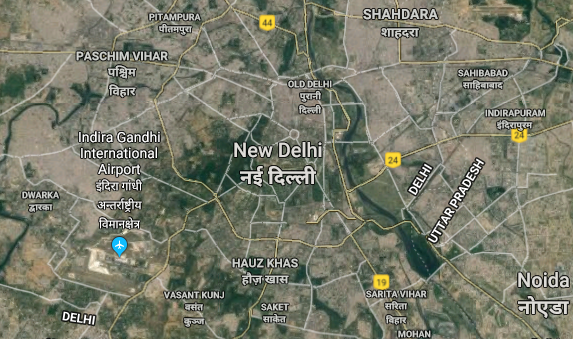 PITAMPURA
पीतमपुरा
44
SHAHDARA
शाहदरा
PASCHIM VIHAR
पश्चिम
विहार
OLD DELHI
पुरानी
दिल्ली
SAHIBABAD
साहिबाबाद
INDIRAPURAM
इंदिरापुरम
24
Indira Gandhi
International
Airport
इंदिरा गांधी
अन्तर्राष्ट्रीय
विमानक्षेत्र
New Delhi
नई दिल्ली
24
DELHI
UTTAR PRADESH
DWARKA
द्वारका
HAUZ KHAS
हौज़ खास
19
Noida
नोएडा
VASANT KUNJ
वसंत
कुञ्ज
SAKET
साकेत
SARITA VIHAR
सरिता
विहार
DELHI
MOHAN